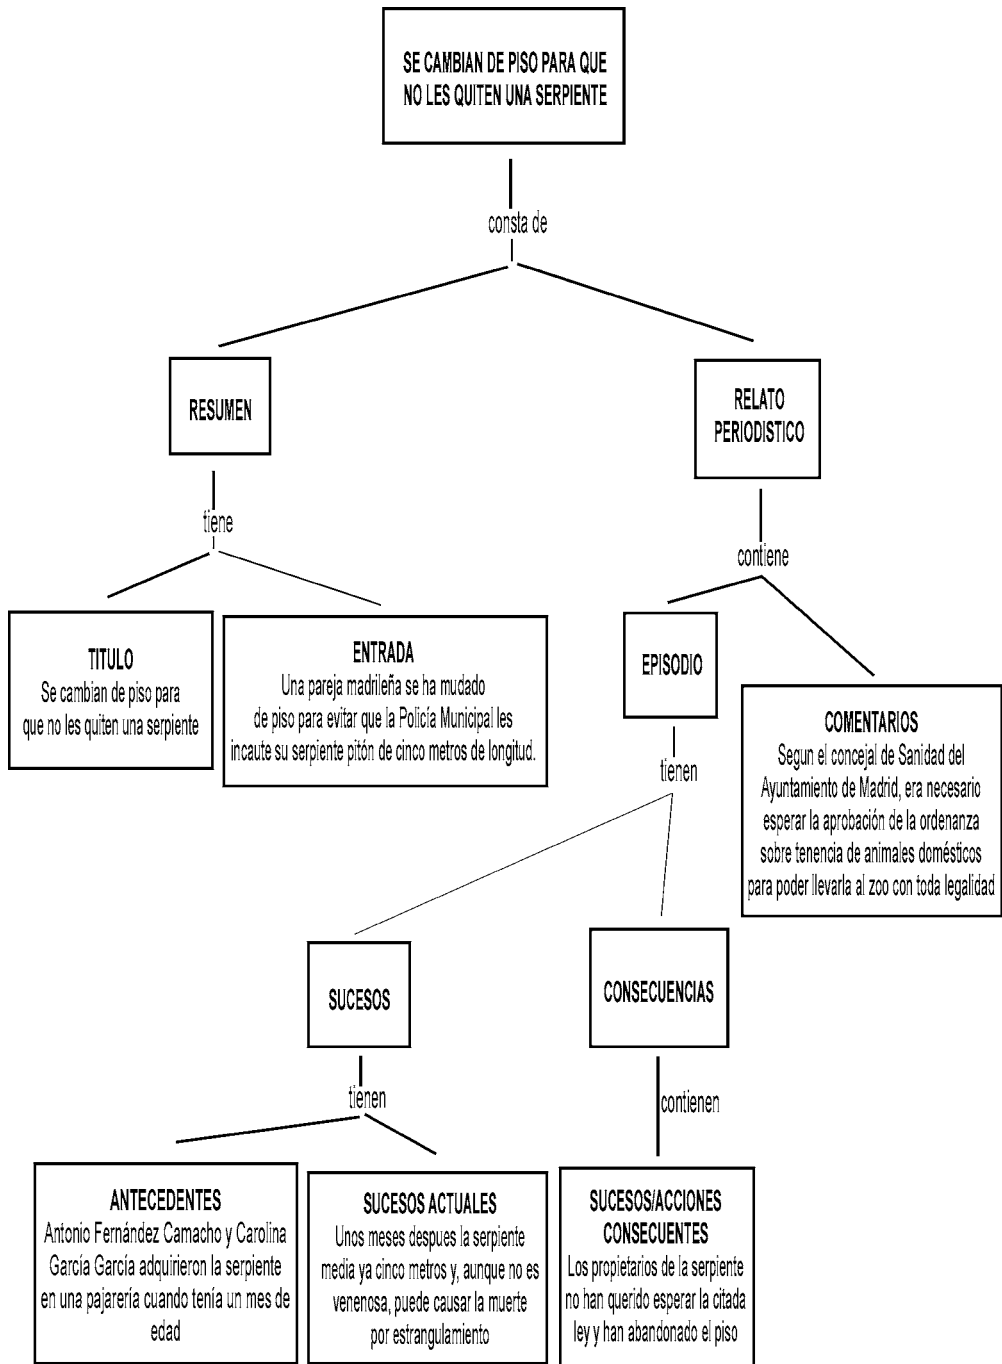 SE CAMBIAN DE PISO PARA QUE
NO LES QUITEN UNA SERPIENTE
consta de
RESUMEN
RELATO
PERIODISTICO
tiene
contiene
TITULO
Se cambian de piso para
que no les quiten una serpiente
ENTRADA
Una pareja madrileña se ha mudado
de piso para evitar que la Policía Municipal les
incaute su serpiente pitón de cinco metros de longitud.
EPISODIO
COMENTARIOS
Segun el concejal de Sanidad del
Ayuntamiento de Madrid, era necesario
esperar la aprobación de la ordenanza
sobre tenencia de animales domésticos
para poder llevarla al zoo con toda legalidad
tienen
SUCESOS
CONSECUENCIAS
tienen
contienen
ANTECEDENTES
Antonio Fernández Camacho y Carolina
García García adquirieron la serpiente
en una pajarería cuando tenía un mes de
edad
SUCESOS ACTUALES
Unos meses despues la serpiente
media ya cinco metros y, aunque no es
venenosa, puede causar la muerte
por estrangulamiento
SUCESOS/ACCIONES
CONSECUENTES
Los propietarios de la serpiente
no han querido esperar la citada
ley y han abandonado el piso